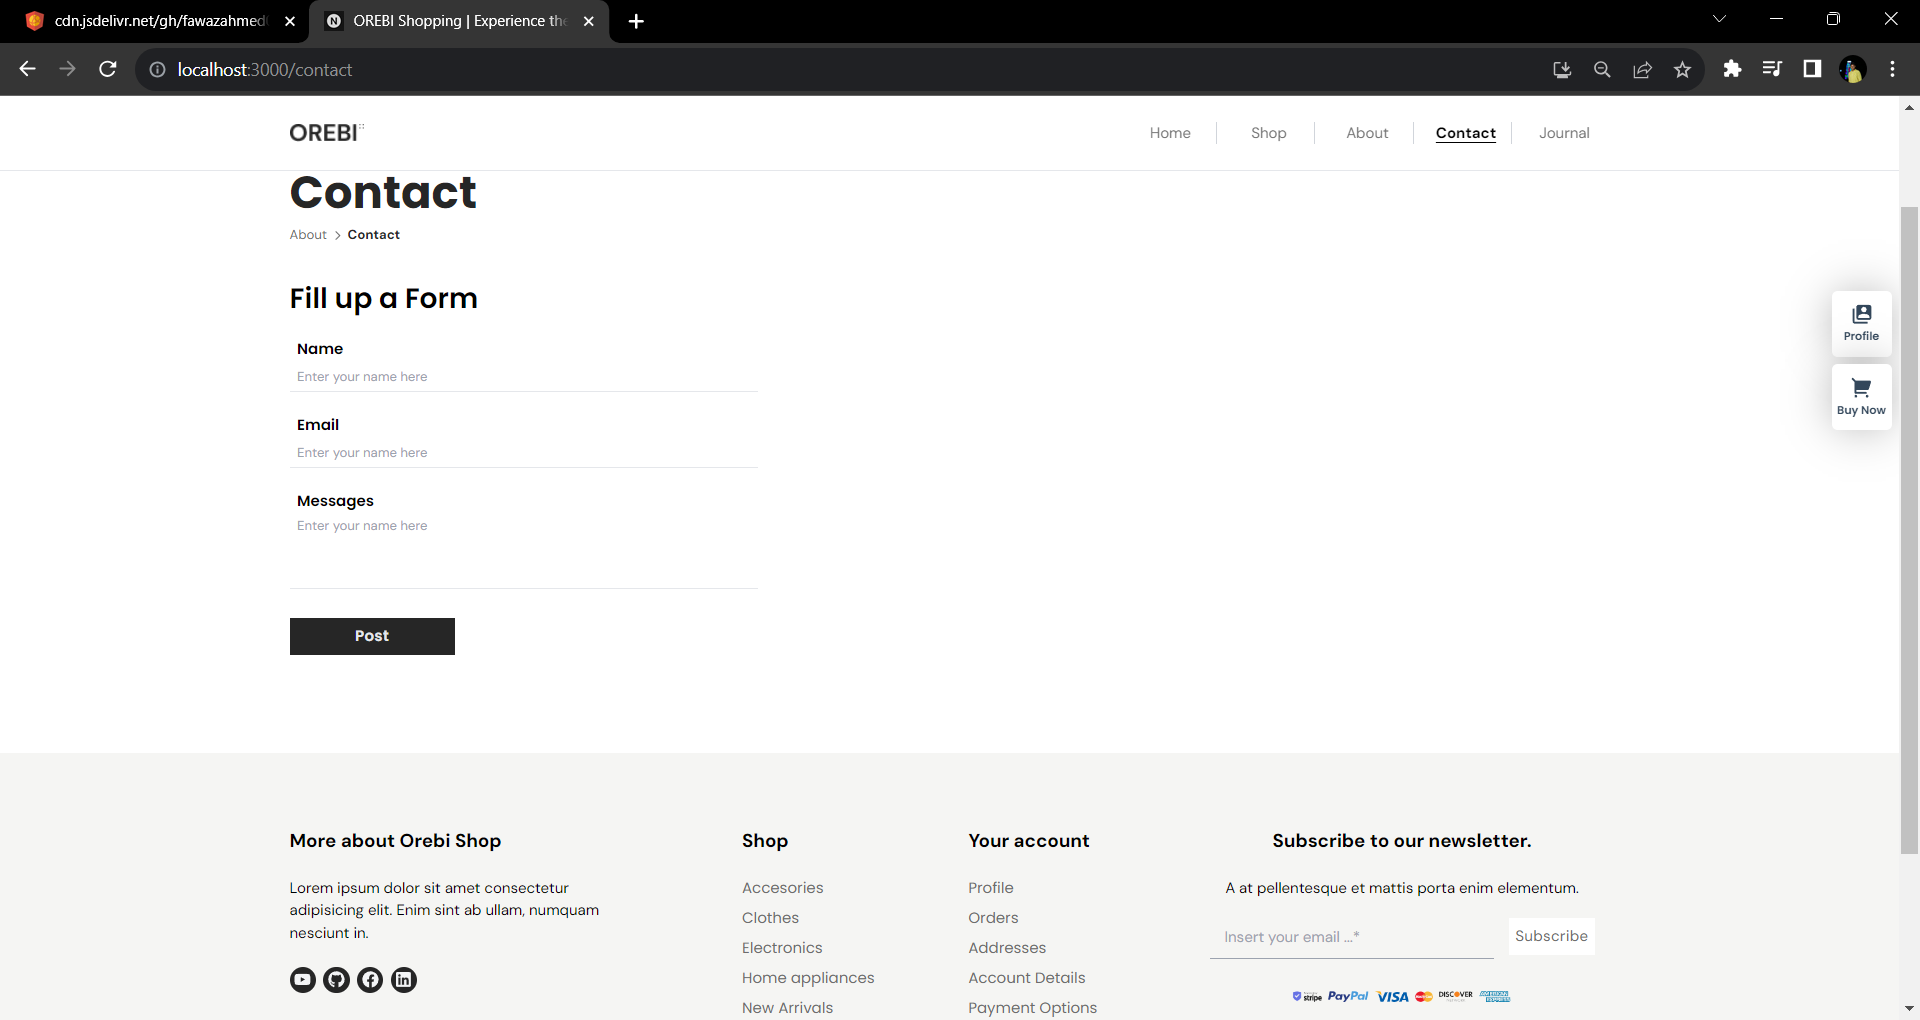 cdn.jsdelivr.net/gh/fawazahmed
OREBI Shopping | Experience the
localhost:3000/contact
OREBI
Home
Shop
About
Contact
Journal
Contact
About > Contact
Fill up a Form
Name
Enter your name here
Email
Enter your name here
Messages
Enter your name here
Post
Profile
Buy Now
More about Orebi Shop
Lorem ipsum dolor sit amet consectetur
adipisicing elit. Enim sint ab ullam, numquam
nesciunt in.
Shop
Accesories
Clothes
Electronics
Home appliances
New Arrivals
Your account
Profile
Orders
Addresses
Account Details
Payment Options
Subscribe to our newsletter.
A at pellentesque et mattis porta enim elementum.
Insert your email ...*
Subscribe
stripe PayPal VISA DISCOVER AMERICAN EXPRESS